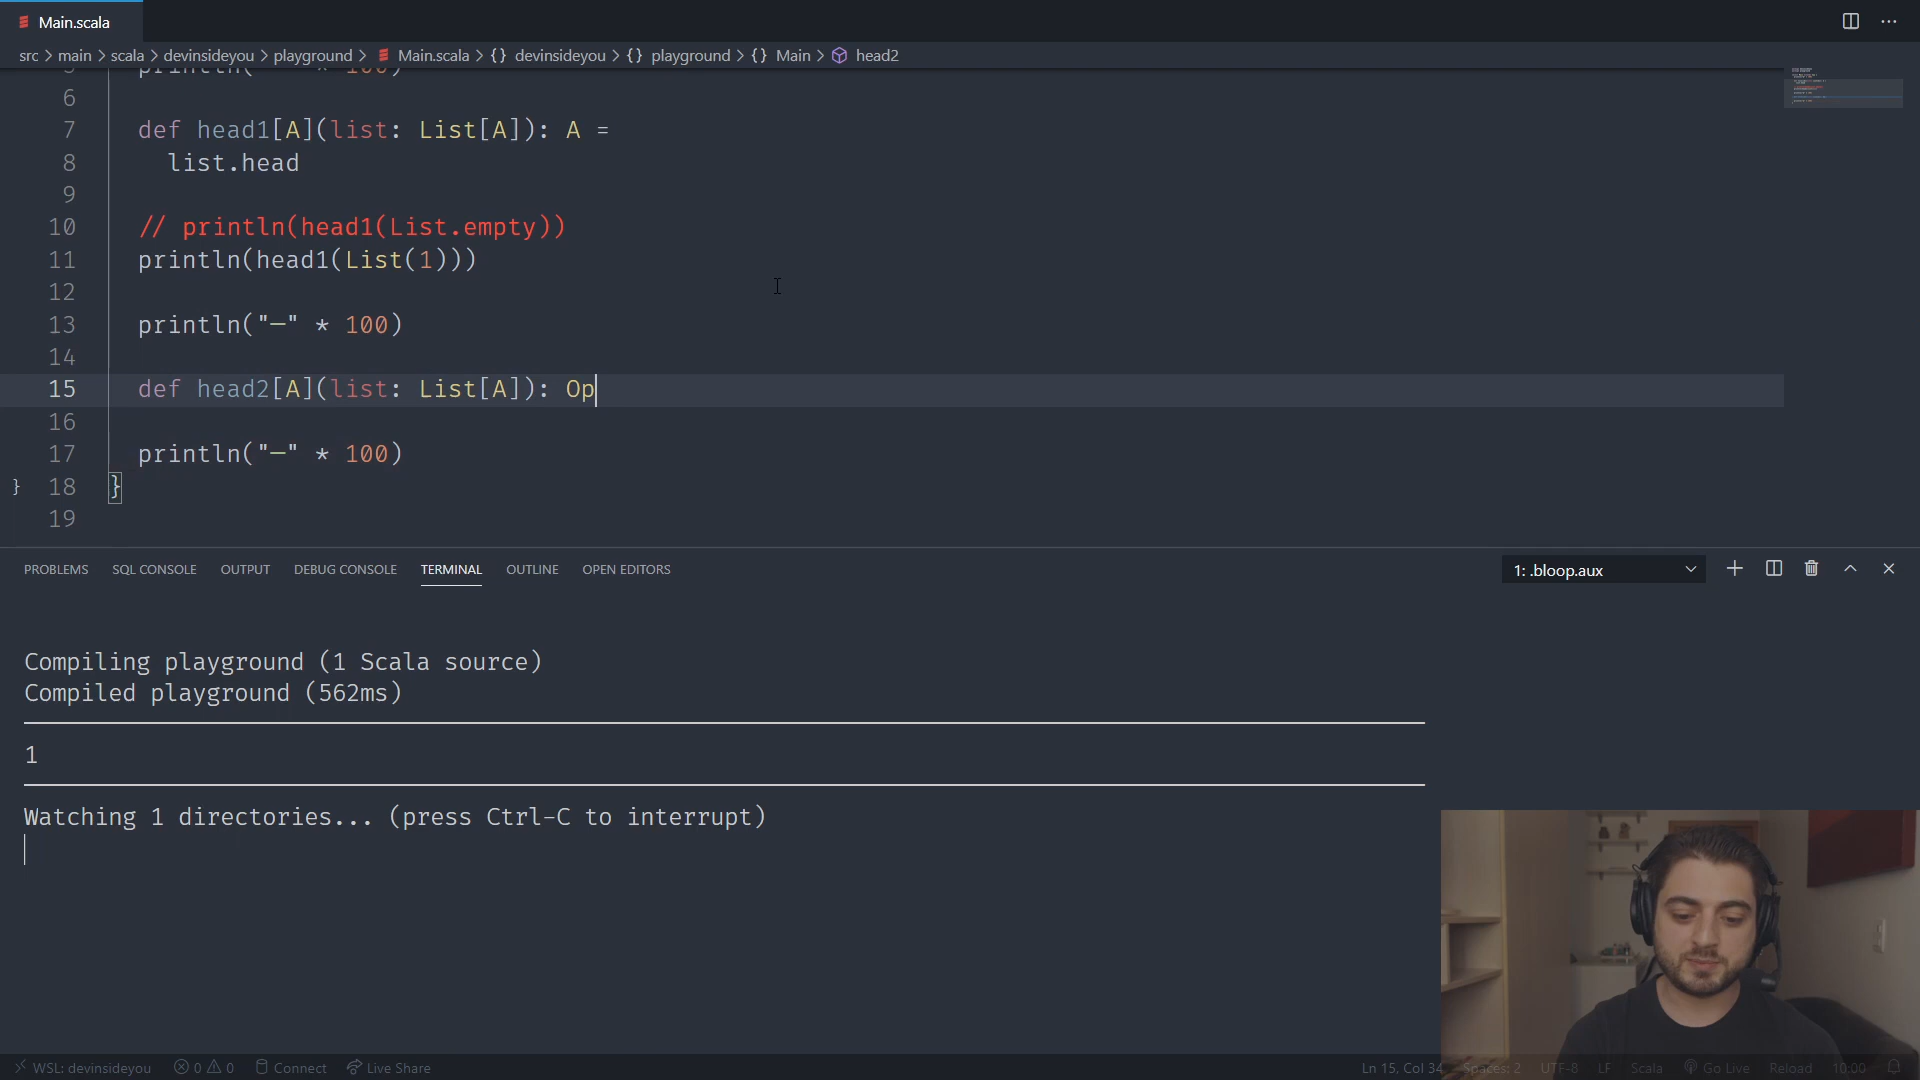 Main.scala
src > main > scala > devinsideyou > playground > Main.scala > {} devinsideyou > {} playground > {} Main > head2
6
7 def head1[A](list: List[A]): A =
8 list.head
9
10 // println(head1(List.empty))
11 println(head1(List(1)))
12
13 println("—" * 100)
14
15 def head2[A](list: List[A]): Op
16
17 println("—" * 100)
} 18 }
19
PROBLEMS SQL CONSOLE OUTPUT DEBUG CONSOLE TERMINAL OUTLINE OPEN EDITORS 1: .bloop.aux
Compiling playground (1 Scala source)
Compiled playground (562ms)
1
Watching 1 directories... (press Ctrl-C to interrupt)
WSL: devinsideyou 0 0 Connect Live Share Ln 15, Col 34 Spaces: 2 UTF-8 LF Scala Go Live Reload 10:00